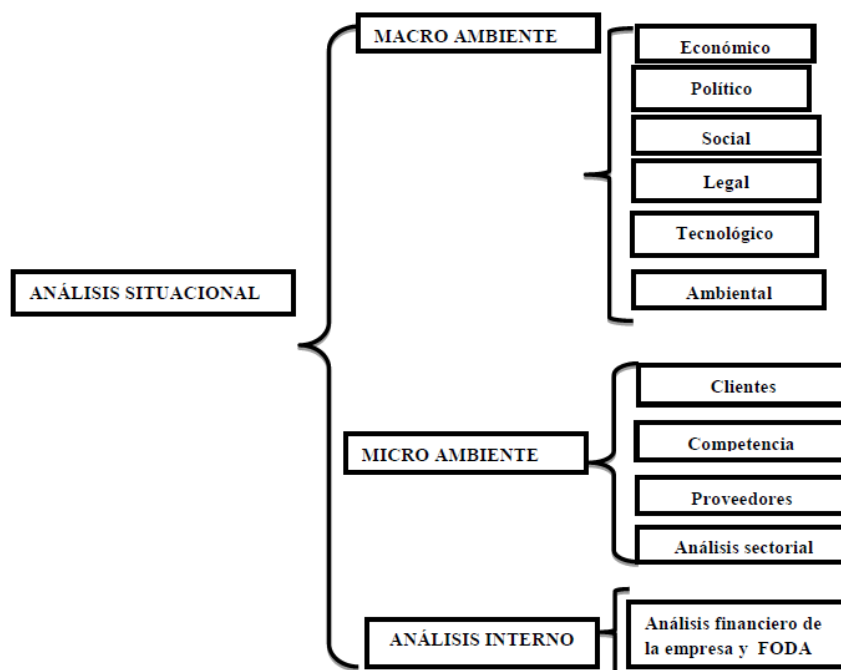 MACRO AMBIENTE
Económico
Político
Social
Legal
Tecnológico
Ambiental
ANÁLISIS SITUACIONAL
MICRO AMBIENTE
Clientes
Competencia
Proveedores
Análisis sectorial
ANÁLISIS INTERNO
Análisis financiero de
la empresa y FODA